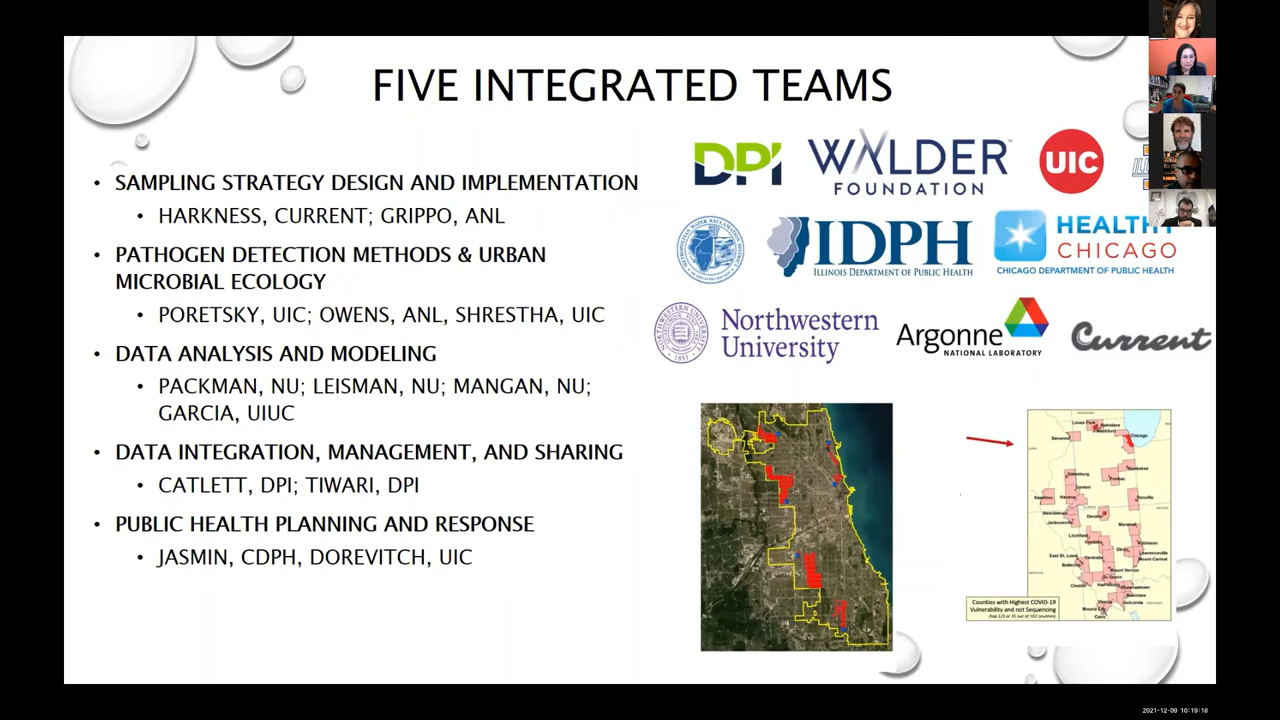 FIVE INTEGRATED TEAMS
• SAMPLING STRATEGY DESIGN AND IMPLEMENTATION
• HARKNESS, CURRENT; GRIPPO, ANL
• PATHOGEN DETECTION METHODS & URBAN
MICROBIAL ECOLOGY
• PORETSKY, UIC; OWENS, ANL, SHRESTHA, UIC
• DATA ANALYSIS AND MODELING
• PACKMAN, NU; LEISMAN, NU; MANGAN, NU;
GARCIA, UIUC
• DATA INTEGRATION, MANAGEMENT, AND SHARING
• CATLETT, DPI; TIWARI, DPI
• PUBLIC HEALTH PLANNING AND RESPONSE
• JASMIN, CDPH, DOREVITCH, UIC
DPI
WALDER
FOUNDATION
UIC
IDPH
ILLINOIS DEPARTMENT OF PUBLIC HEALTH
HEALTHY
CHICAGO
CHICAGO DEPARTMENT OF PUBLIC HEALTH
Northwestern
University
Argonne
NATIONAL LABORATORY
Current
Chicago
Kankakee
Danville
Counties with Highest COVID-19
Vulnerability and not Sequencing
2021-12-09 10:19:18